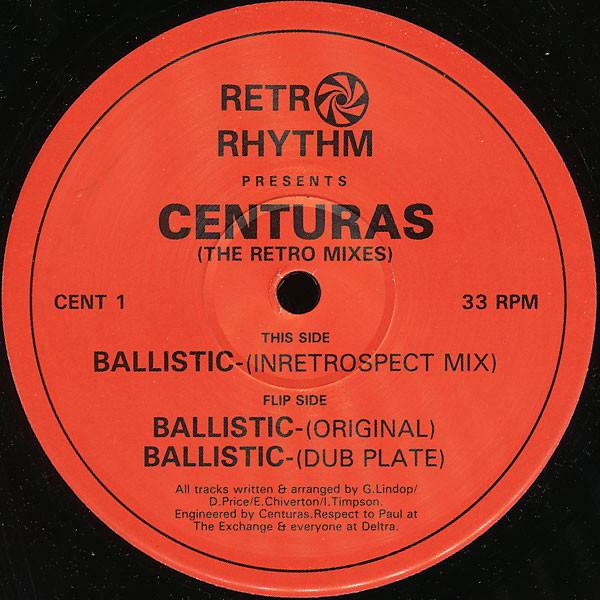 RETRO
RHYTHM
PRESENTS
CENTURAS
(THE RETRO MIXES)
CENT 1 33 RPM
THIS SIDE
BALLISTIC-(INRETROSPECT MIX)
FLIP SIDE
BALLISTIC-(ORIGINAL)
BALLISTIC-(DUB PLATE)
All tracks written & arranged by G.Lindop/
D.Price/E.Chiverton/I.Timpson.
Engineered by Centuras.Respect to Paul at
The Exchange & everyone at Deltra.